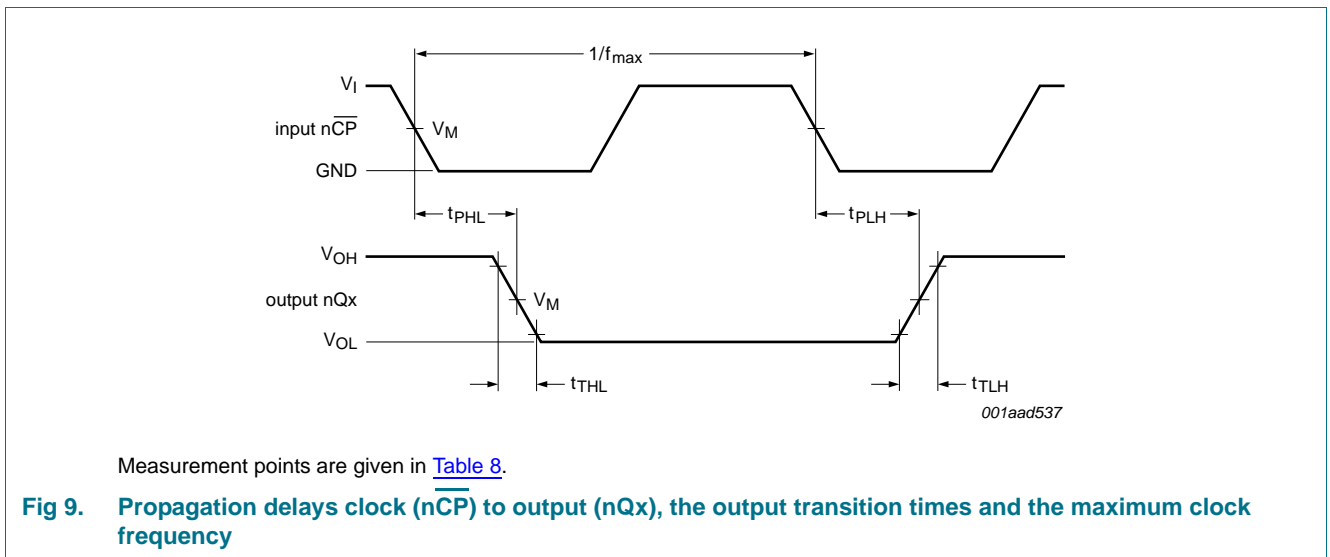 1/fmax
VI
input nC̅P̅
VM
GND
tPHL
tPLH
VOH
output nQx
VM
VOL
tTHL
tTLH
001aad537
Measurement points are given in Table 8.
Fig 9. Propagation delays clock (nC̅P̅) to output (nQx), the output transition times and the maximum clock
frequency